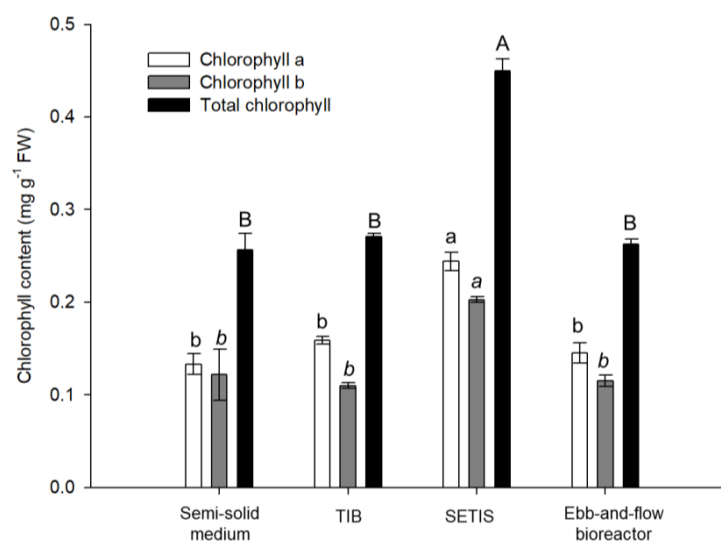 Chlorophyll content (mg g⁻¹ FW)
0.5
0.4
0.3
0.2
0.1
0.0
Chlorophyll a
Chlorophyll b
Total chlorophyll
b b B
b b B
a a A
b b B
Semi-solid
medium
TIB
SETIS
Ebb-and-flow
bioreactor